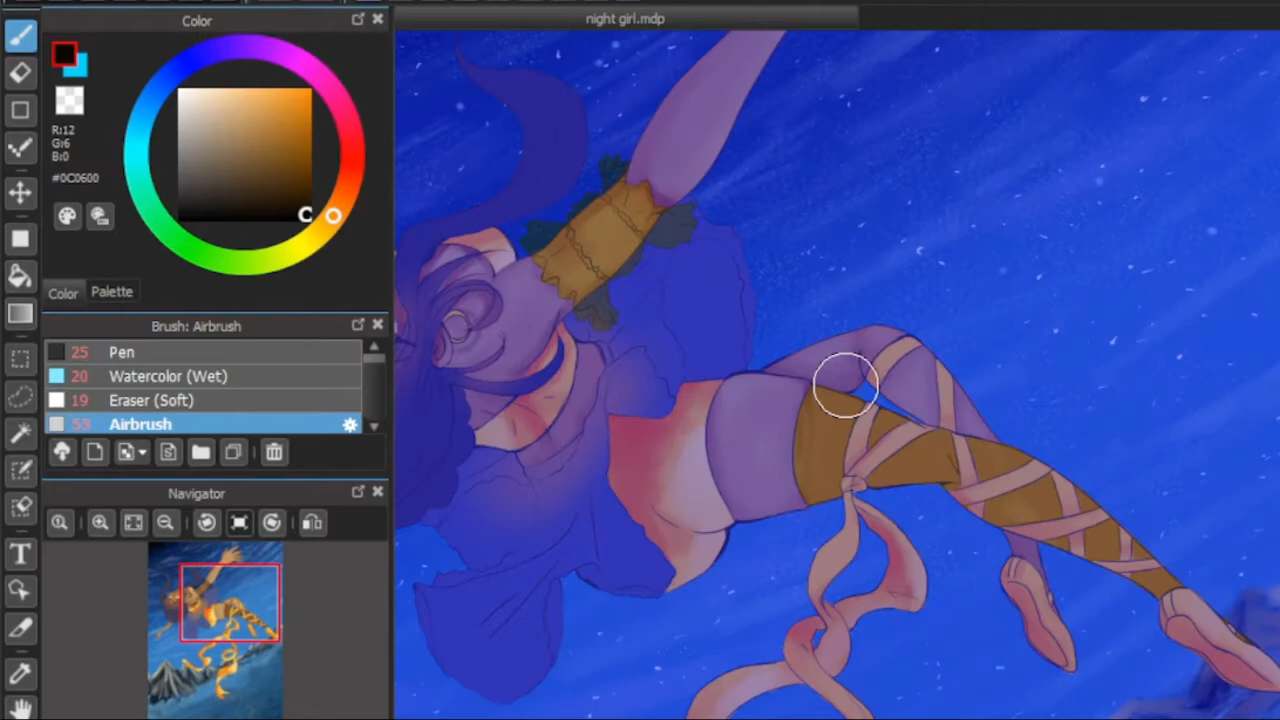 Color
night girl.mdp
R:12
G:6
B:0
#0C0600
Color
Palette
Brush: Airbrush
25 Pen
20 Watercolor (Wet)
19 Eraser (Soft)
55 Airbrush
Navigator